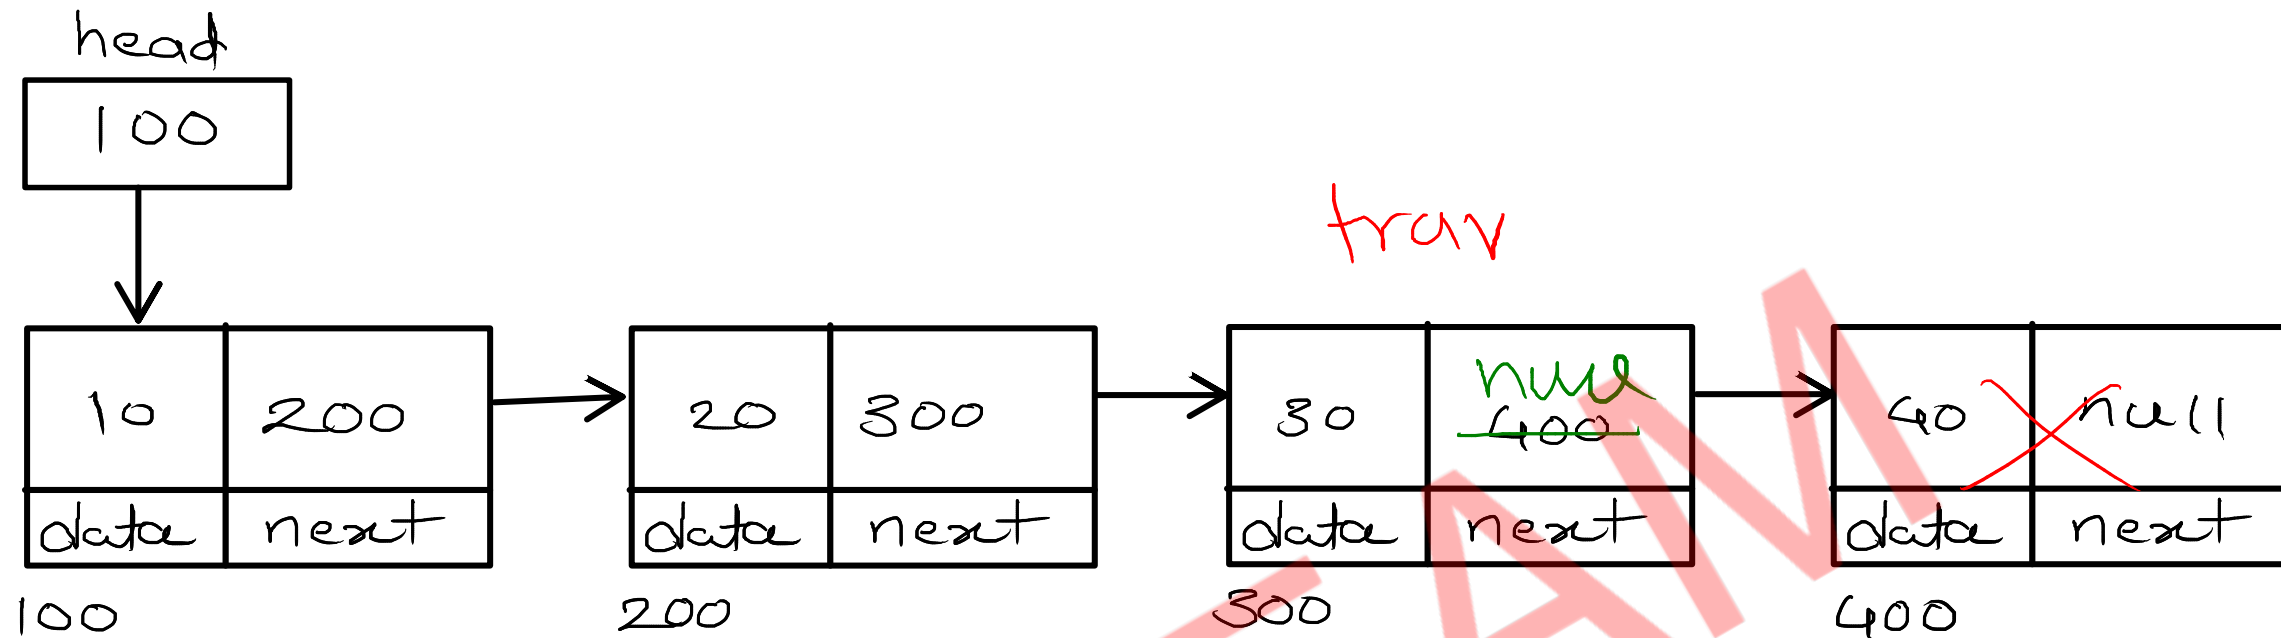 head
100
trav
10 200 20 300 30 null 40 null
400
data next data next data next data next
100 200 300 400